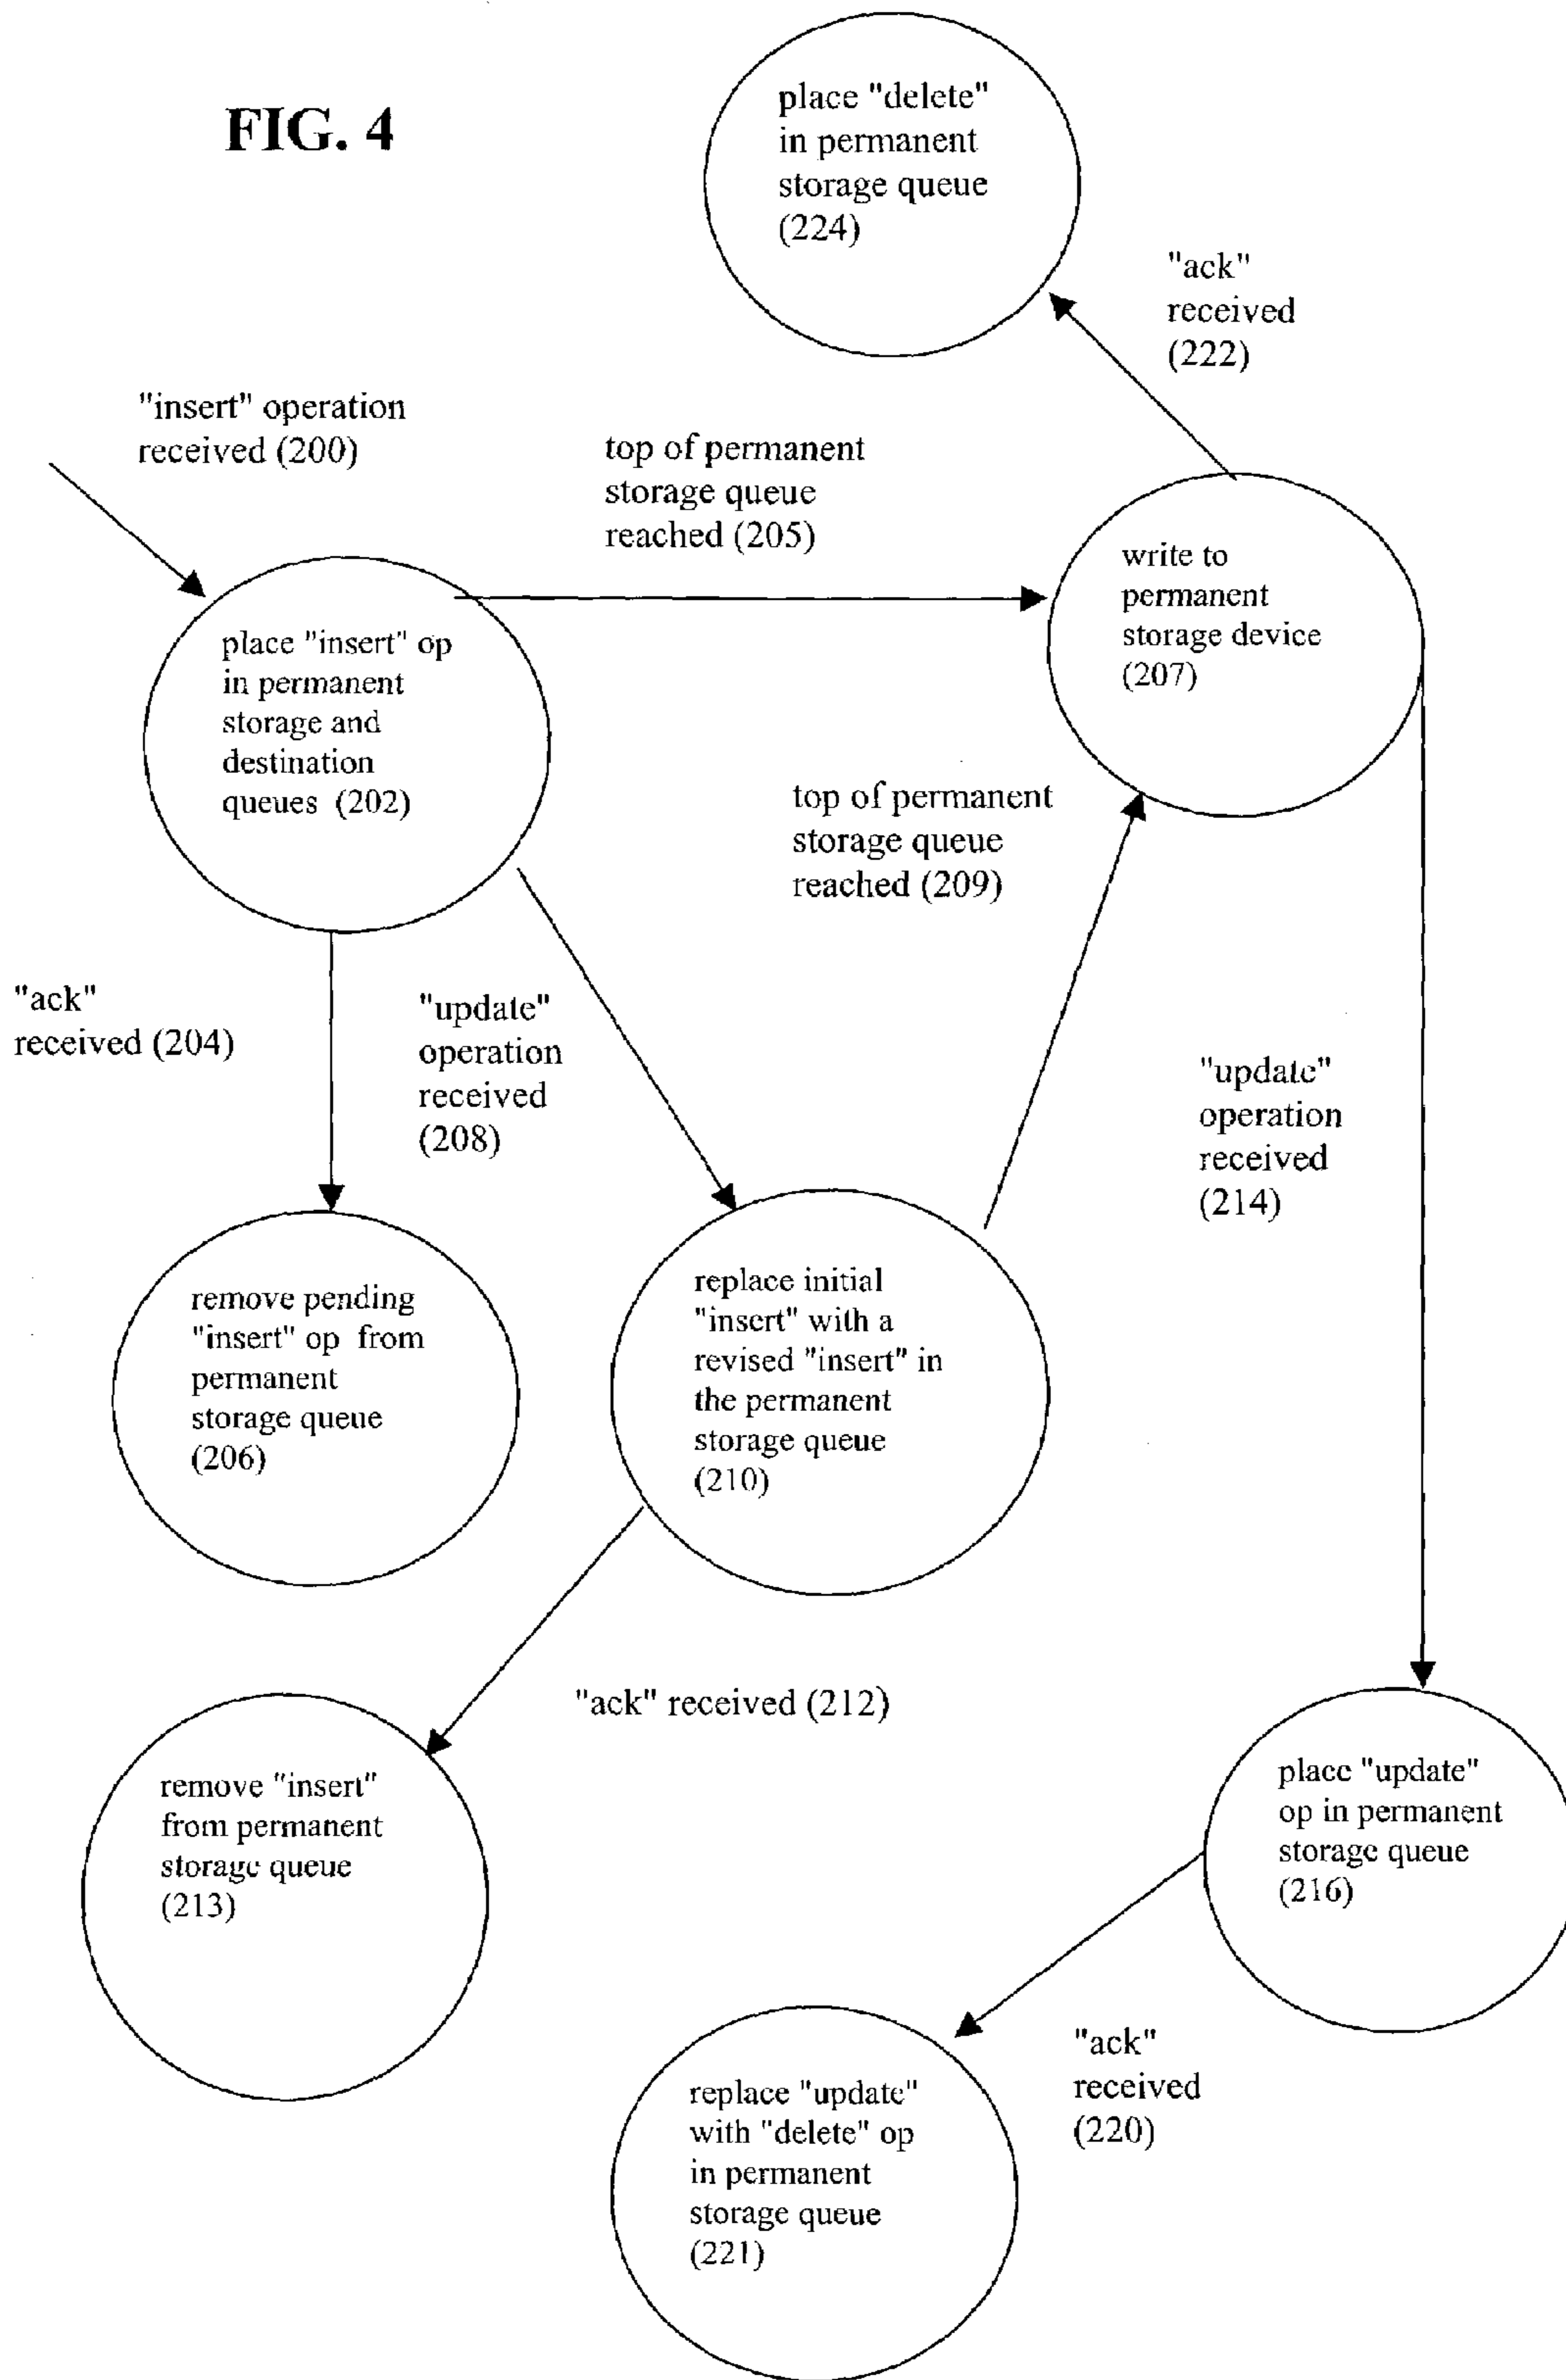 FIG. 4
place "delete"
in permanent
storage queue
(224)
"ack"
received
(222)
"insert" operation
received (200)
top of permanent
storage queue
reached (205)
write to
permanent
storage device
(207)
place "insert" op
in permanent
storage and
destination
queues (202)
top of permanent
storage queue
reached (209)
"ack"
received (204)
"update"
operation
received
(208)
"update"
operation
received
(214)
remove pending
"insert" op from
permanent
storage queue
(206)
replace initial
"insert" with a
revised "insert" in
the permanent
storage queue
(210)
"ack" received (212)
remove "insert"
from permanent
storage queue
(213)
place "update"
op in permanent
storage queue
(216)
"ack"
received
(220)
replace "update"
with "delete" op
in permanent
storage queue
(221)